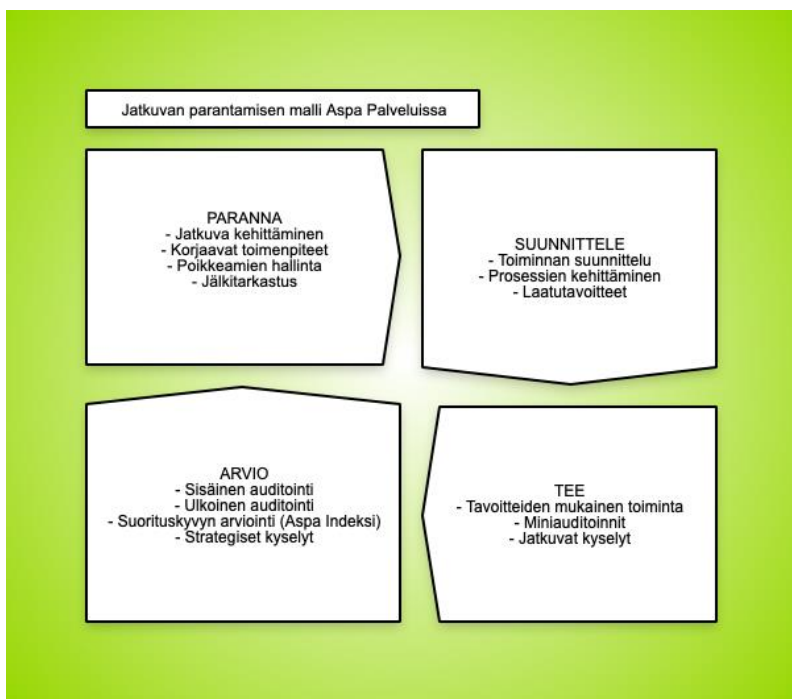 Jatkuvan parantamisen malli Aspa Palveluissa
PARANNA
- Jatkuva kehittäminen
- Korjaavat toimenpiteet
- Poikkeamien hallinta
- Jälkitarkastus
SUUNNITTELE
- Toiminnan suunnittelu
- Prosessien kehittäminen
- Laatutavoitteet
ARVIO
- Sisäinen auditointi
- Ulkoinen auditointi
- Suorituskyvyn arviointi (Aspa Indeksi)
- Strategiset kyselyt
TEE
- Tavoitteiden mukainen toiminta
- Miniauditoinnit
- Jatkuvat kyselyt